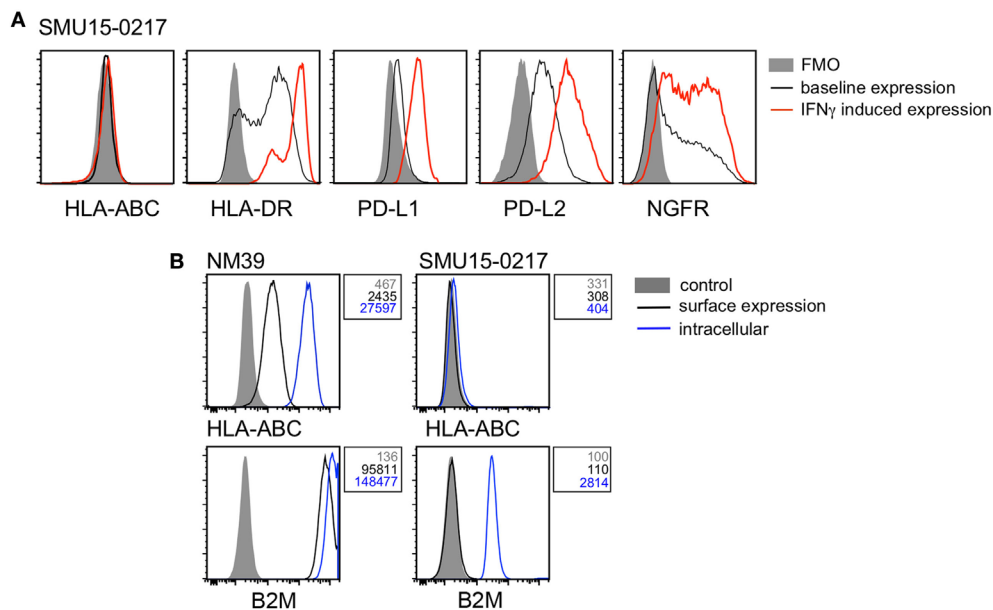 A
SMU15-0217
HLA-ABC
HLA-DR
PD-L1
PD-L2
NGFR
FMO
baseline expression
IFNγ induced expression
B
NM39
467
2435
27597
HLA-ABC
SMU15-0217
331
308
404
HLA-ABC
control
surface expression
intracellular
136
95811
148477
B2M
100
110
2814
B2M